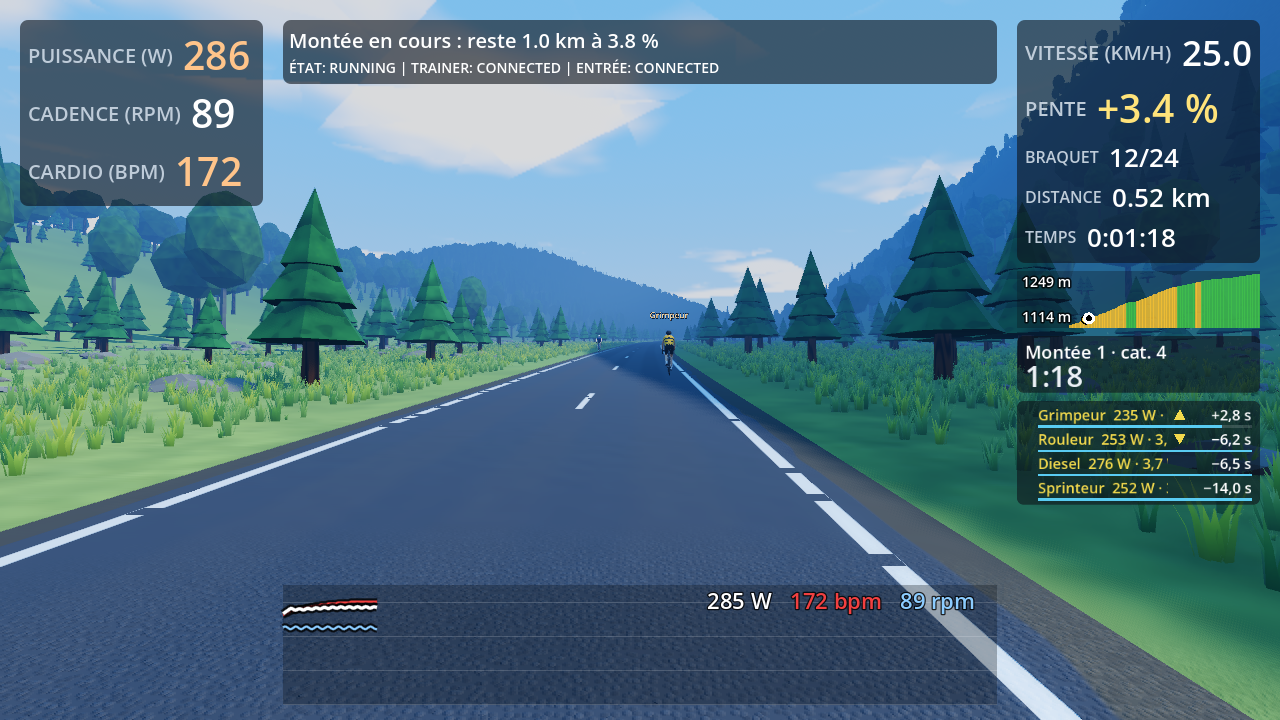 PUISSANCE (W) 286
CADENCE (RPM) 89
CARDIO (BPM) 172
Montée en cours : reste 1.0 km à 3.8 %
ÉTAT: RUNNING | TRAINER: CONNECTED | ENTRÉE: CONNECTED
VITESSE (KM/H) 25.0
PENTE +3.4 %
BRAQUET 12/24
DISTANCE 0.52 km
TEMPS 0:01:18
1249 m
1114 m
Montée 1 · cat. 4
1:18
Grimpeur 235 W · ▲ +2,8 s
Rouleur 253 W · 3, ▼ −6,2 s
Diesel 276 W · 3,7 −6,5 s
Sprinteur 252 W · −14,0 s
Grimpeur
285 W 172 bpm 89 rpm